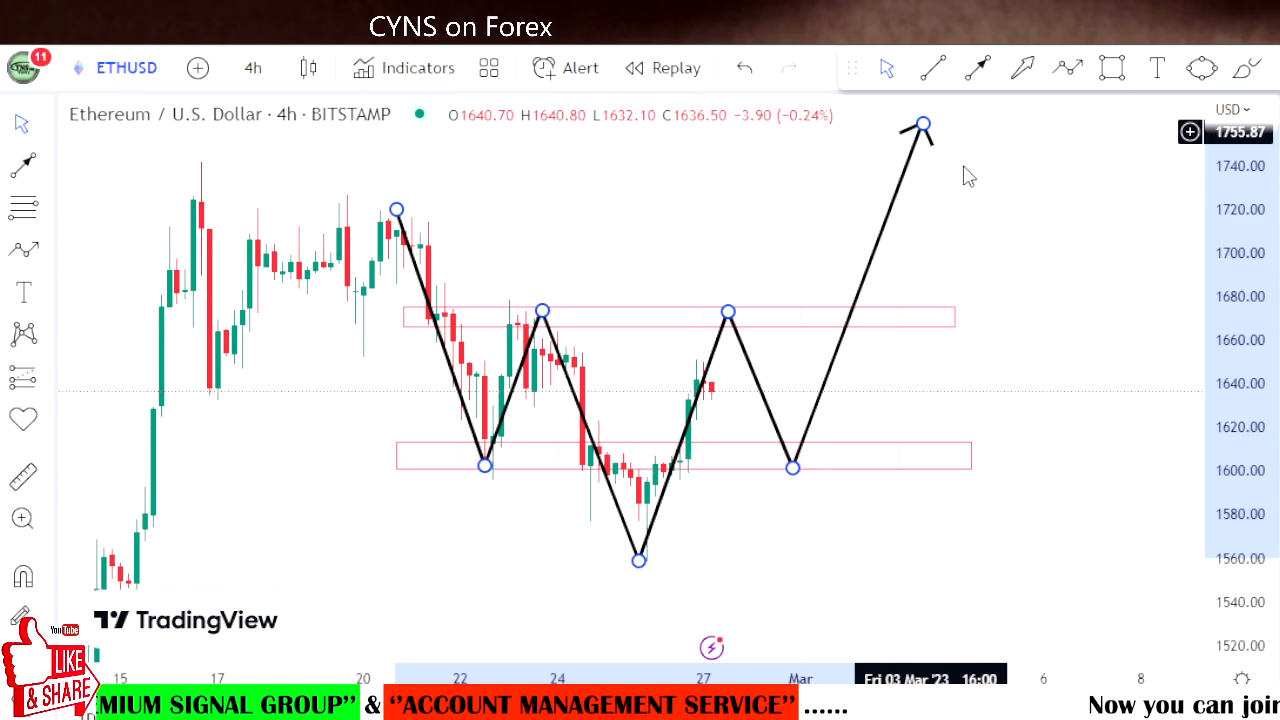 CYNS on Forex
11
ETHUSD 4h Indicators Alert Replay
Ethereum / U.S. Dollar · 4h · BITSTAMP O1640.70 H1640.80 L1632.10 C1636.50 −3.90 (−0.24%)
USD
1755.87
1740.00
1720.00
1700.00
1680.00
1660.00
1640.00
1620.00
1600.00
1580.00
1560.00
1540.00
1520.00
TradingView
15 17 20 22 24 27 Mar Fri 03 Mar '23 16:00 6 8
YouTube
LIKE
& SHARE
MIUM SIGNAL GROUP’’ & ‘’ACCOUNT MANAGEMENT SERVICE’’ ...... Now you can join